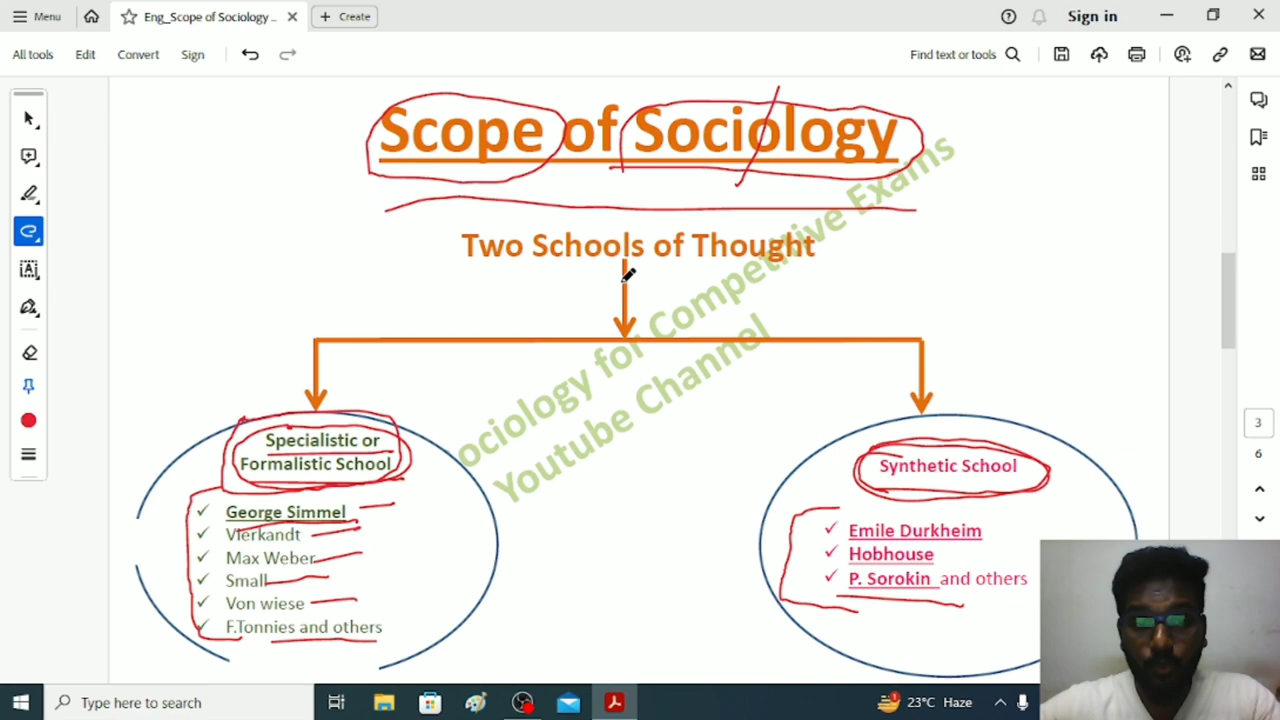 Menu
Eng_Scope of Sociology ...
Create
Sign in
All tools
Edit
Convert
Sign
Find text or tools
Scope of Sociology
Two Schools of Thought
ociology for Competitive Exams
Youtube Channel
Specialistic or
Formalistic School
George Simmel
Vierkandt
Max Weber
Small
Von wiese
F.Tonnies and others
Synthetic School
Emile Durkheim
Hobhouse
P. Sorokin and others
3
6
Type here to search
1
23°C Haze